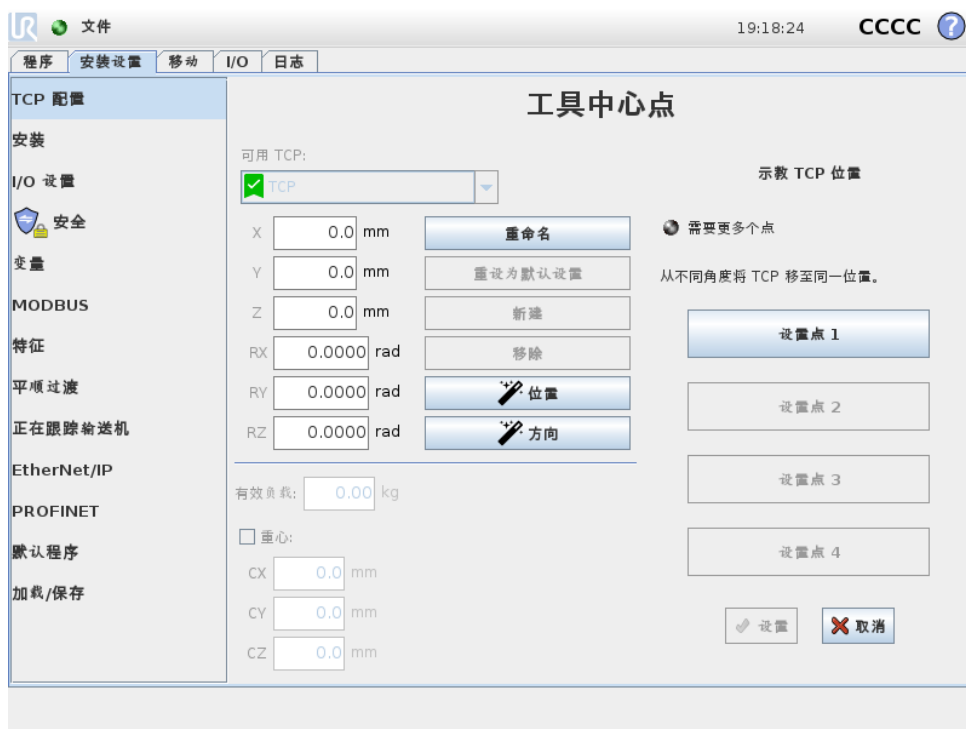 UR 文件 19:18:24 CCCC ?
程序 安装设置 移动 I/O 日志
TCP 配置
安装
I/O 设置
安全
变量
MODBUS
特征
平顺过渡
正在跟踪输送机
EtherNet/IP
PROFINET
默认程序
加载/保存
工具中心点
可用 TCP:
TCP
X 0.0 mm 重命名
Y 0.0 mm 重设为默认设置
Z 0.0 mm 新建
RX 0.0000 rad 移除
RY 0.0000 rad 位置
RZ 0.0000 rad 方向
有效负载: 0.00 kg
重心:
CX 0.0 mm
CY 0.0 mm
CZ 0.0 mm
示教 TCP 位置
需要更多个点
从不同角度将 TCP 移至同一位置。
设置点 1
设置点 2
设置点 3
设置点 4
设置 取消